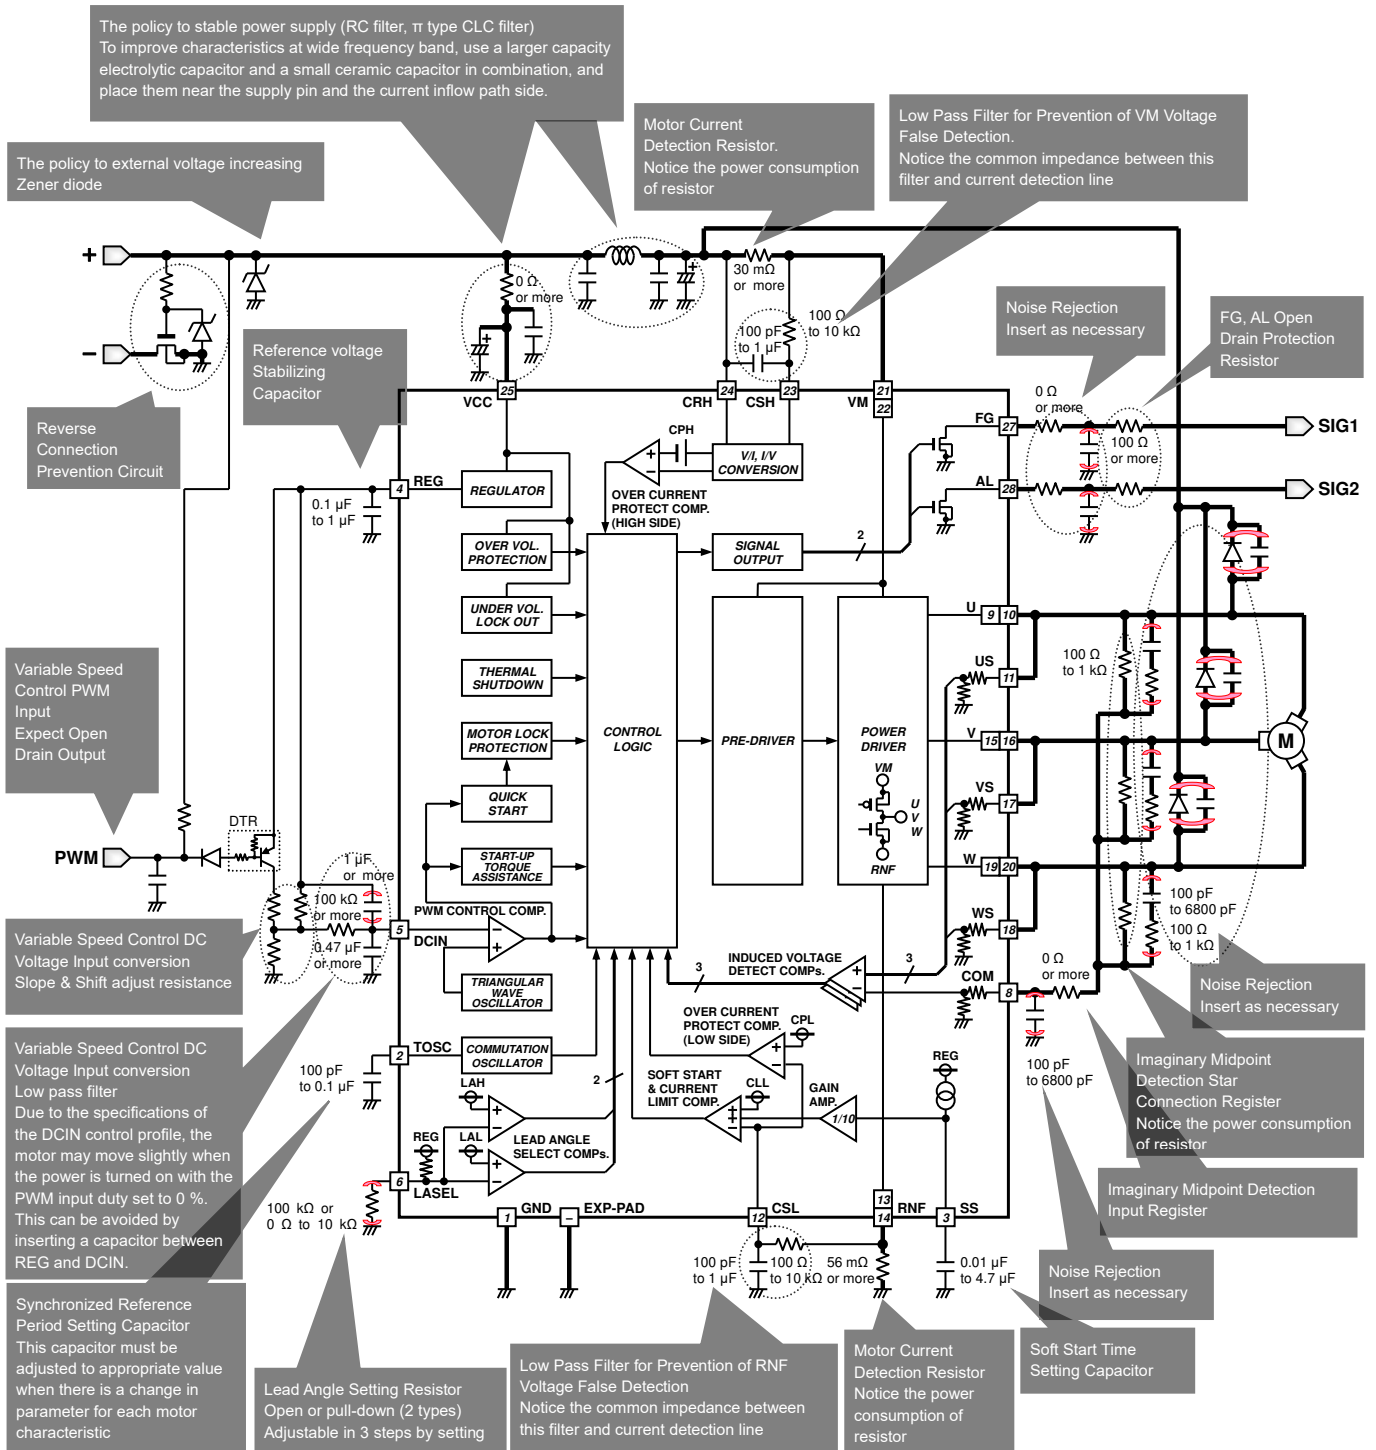 The policy to stable power supply (RC filter, π type CLC filter)
To improve characteristics at wide frequency band, use a larger capacity
electrolytic capacitor and a small ceramic capacitor in combination, and
place them near the supply pin and the current inflow path side.
The policy to external voltage increasing
Zener diode
Motor Current
Detection Resistor.
Notice the power consumption
of resistor
Low Pass Filter for Prevention of VM Voltage
False Detection.
Notice the common impedance between this
filter and current detection line
+
−
0 Ω
or more
+
+
30 mΩ
or more
100 Ω
to 10 kΩ
100 pF
to 1 µF
Noise Rejection
Insert as necessary
FG, AL Open
Drain Protection
Resistor
Reference voltage
Stabilizing
Capacitor
Reverse
Connection
Prevention Circuit
VCC
25
CRH
24
CSH
23
VM
21
22
FG
27
0 Ω
or more
100 Ω
or more
SIG1
AL
28
SIG2
CPH
+
−
V/I, I/V
CONVERSION
OVER CURRENT
PROTECT COMP.
(HIGH SIDE)
4
REG
REGULATOR
0.1 µF
to 1 µF
OVER VOL.
PROTECTION
SIGNAL
OUTPUT
2
UNDER VOL.
LOCK OUT
THERMAL
SHUTDOWN
MOTOR LOCK
PROTECTION
QUICK
START
START-UP
TORQUE
ASSISTANCE
CONTROL
LOGIC
PRE-DRIVER
POWER
DRIVER
VM
U
V
W
RNF
U
9
10
US
11
V
15
16
VS
17
W
19
20
WS
18
COM
8
100 Ω
to 1 kΩ
M
100 pF
to 6800 pF
100 Ω
to 1 kΩ
0 Ω
or more
100 pF
to 6800 pF
Variable Speed
Control PWM
Input
Expect Open
Drain Output
PWM
DTR
1 µF
or more
100 kΩ
or more
0.47 µF
or more
PWM CONTROL COMP.
5
DCIN
−
+
TRIANGULAR
WAVE
OSCILLATOR
INDUCED VOLTAGE
DETECT COMPs.
3
3
+
−
Variable Speed Control DC
Voltage Input conversion
Slope & Shift adjust resistance
Noise Rejection
Insert as necessary
Variable Speed Control DC
Voltage Input conversion
Low pass filter
Due to the specifications of
the DCIN control profile, the
motor may move slightly when
the power is turned on with the
PWM input duty set to 0 %.
This can be avoided by
inserting a capacitor between
REG and DCIN.
2
TOSC
COMMUTATION
OSCILLATOR
100 pF
to 0.1 µF
OVER CURRENT
PROTECT COMP.
(LOW SIDE)
CPL
+
−
REG
SOFT START
& CURRENT
LIMIT COMP.
CLL
+
+
−
GAIN
AMP.
1/10
2
LAH
+
−
REG
LAL
+
−
LEAD ANGLE
SELECT COMPs.
6
LASEL
100 kΩ or
0 Ω to 10 kΩ
1
GND
–
EXP-PAD
12
CSL
13
14
RNF
3
SS
100 pF
to 1 µF
100 Ω
to 10 kΩ
56 mΩ
or more
0.01 µF
to 4.7 µF
Imaginary Midpoint
Detection Star
Connection Register
Notice the power consumption
of resistor
Imaginary Midpoint Detection
Input Register
Noise Rejection
Insert as necessary
Synchronized Reference
Period Setting Capacitor
This capacitor must be
adjusted to appropriate value
when there is a change in
parameter for each motor
characteristic
Lead Angle Setting Resistor
Open or pull-down (2 types)
Adjustable in 3 steps by setting
Low Pass Filter for Prevention of RNF
Voltage False Detection
Notice the common impedance between
this filter and current detection line
Motor Current
Detection Resistor
Notice the power
consumption of
resistor
Soft Start Time
Setting Capacitor